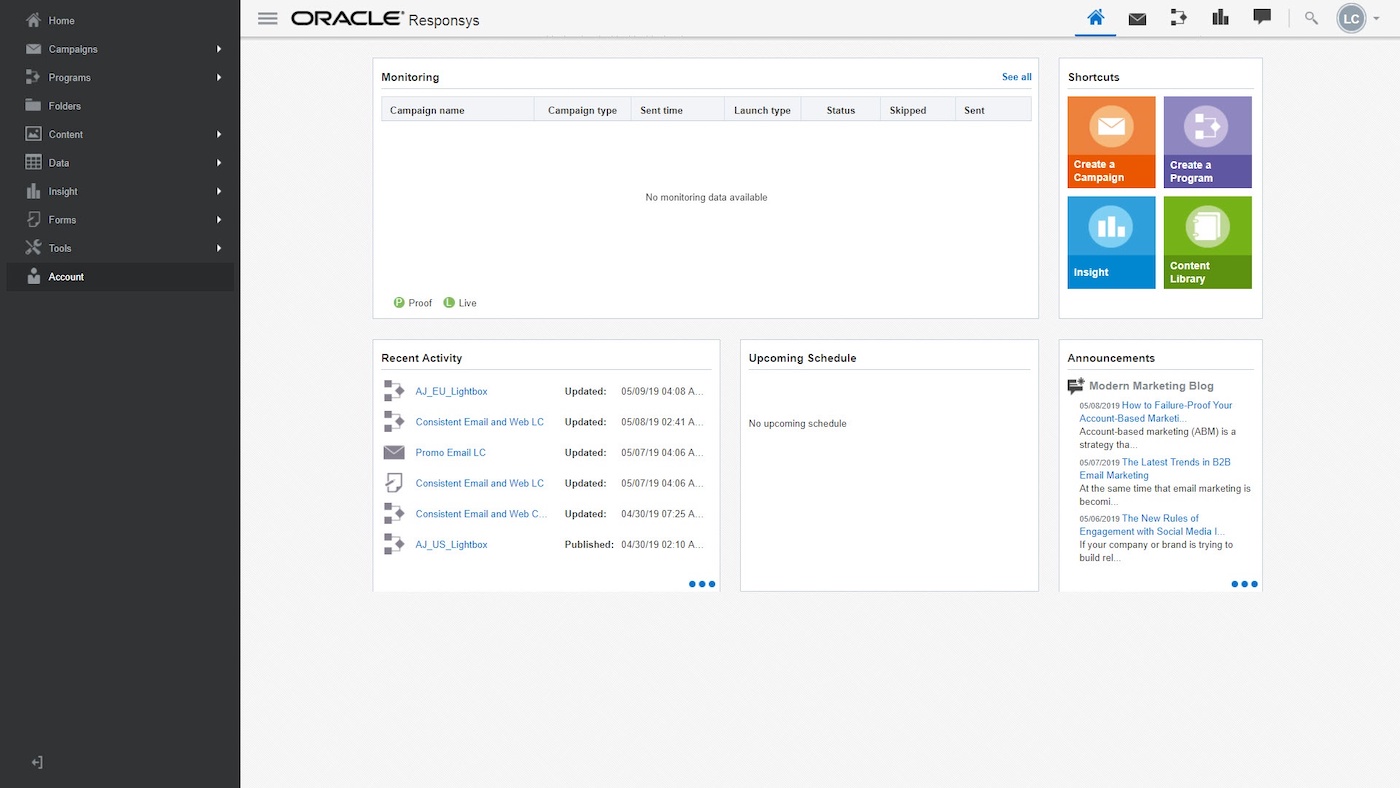 Home
Campaigns
Programs
Folders
Content
Data
Insight
Forms
Tools
Account
ORACLE® Responsys
LC
Monitoring
See all
Campaign name Campaign type Sent time Launch type Status Skipped Sent
No monitoring data available
P Proof L Live
Shortcuts
Create a
Campaign
Create a
Program
Insight
Content
Library
Recent Activity
AJ_EU_Lightbox Updated: 05/09/19 04:08 A...
Consistent Email and Web LC Updated: 05/08/19 02:41 A...
Promo Email LC Updated: 05/07/19 04:06 A...
Consistent Email and Web LC Updated: 05/07/19 04:06 A...
Consistent Email and Web C... Updated: 04/30/19 07:25 A...
AJ_US_Lightbox Published: 04/30/19 02:10 A...
Upcoming Schedule
No upcoming schedule
Announcements
Modern Marketing Blog
05/08/2019 How to Failure-Proof Your
Account-Based Marketi...
Account-based marketing (ABM) is a
strategy tha...
05/07/2019 The Latest Trends in B2B
Email Marketing
At the same time that email marketing is
becomi...
05/06/2019 The New Rules of
Engagement with Social Media I...
If your company or brand is trying to
build rel...